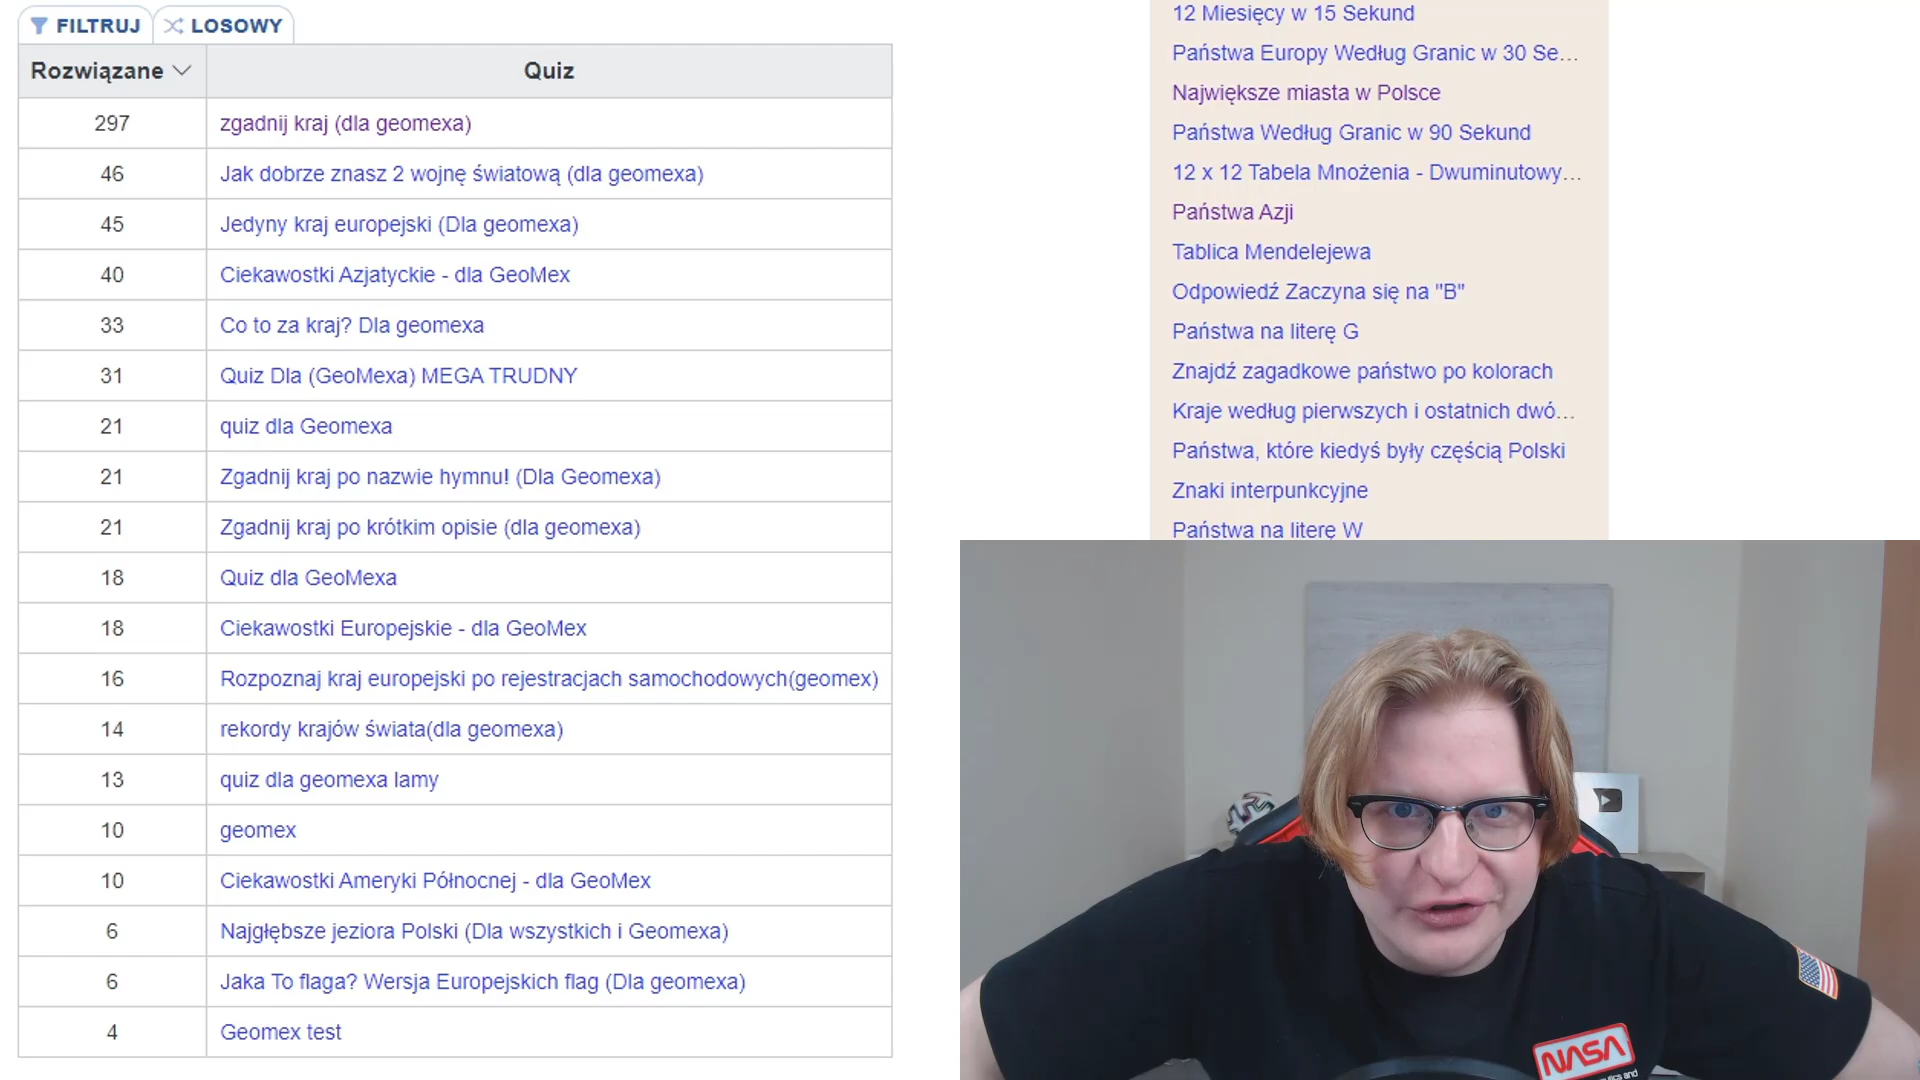 FILTRUJ
LOSOWY
Rozwiązane Quiz
297 zgadnij kraj (dla geomexa)
46 Jak dobrze znasz 2 wojnę światową (dla geomexa)
45 Jedyny kraj europejski (Dla geomexa)
40 Ciekawostki Azjatyckie - dla GeoMex
33 Co to za kraj? Dla geomexa
31 Quiz Dla (GeoMexa) MEGA TRUDNY
21 quiz dla Geomexa
21 Zgadnij kraj po nazwie hymnu! (Dla Geomexa)
21 Zgadnij kraj po krótkim opisie (dla geomexa)
18 Quiz dla GeoMexa
18 Ciekawostki Europejskie - dla GeoMex
16 Rozpoznaj kraj europejski po rejestracjach samochodowych(geomex)
14 rekordy krajów świata(dla geomexa)
13 quiz dla geomexa lamy
10 geomex
10 Ciekawostki Ameryki Północnej - dla GeoMex
6 Najgłębsze jeziora Polski (Dla wszystkich i Geomexa)
6 Jaka To flaga? Wersja Europejskich flag (Dla geomexa)
4 Geomex test
12 Miesięcy w 15 Sekund
Państwa Europy Według Granic w 30 Se…
Największe miasta w Polsce
Państwa Według Granic w 90 Sekund
12 x 12 Tabela Mnożenia - Dwuminutowy…
Państwa Azji
Tablica Mendelejewa
Odpowiedź Zaczyna się na "B"
Państwa na literę G
Znajdź zagadkowe państwo po kolorach
Kraje według pierwszych i ostatnich dwó…
Państwa, które kiedyś były częścią Polski
Znaki interpunkcyjne
Państwa na literę W
NASA